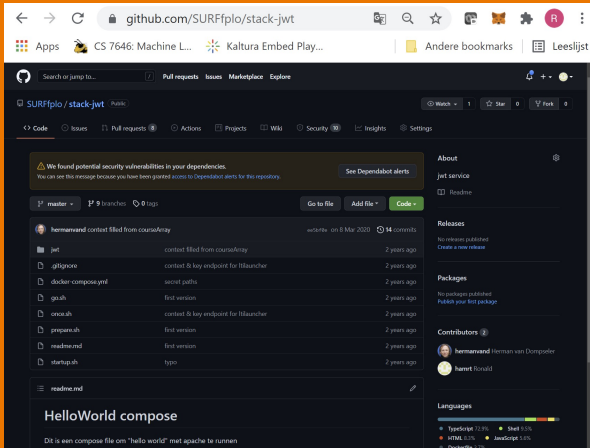 github.com/SURFfplo/stack-jwt
R
Apps CS 7646: Machine L... Kaltura Embed Play... Andere bookmarks Leeslijst
Search or jump to... / Pull requests Issues Marketplace Explore
SURFfplo / stack-jwt Public Watch 1 Star 0 Fork 0
Code Issues Pull requests 8 Actions Projects Wiki Security 10 Insights Settings
We found potential security vulnerabilities in your dependencies.
You can see this message because you have been granted access to Dependabot alerts for this repository.
See Dependabot alerts
master 9 branches 0 tags Go to file Add file Code
hermanvand context filled from courseArray on 8 Mar 2020 14 commits
jwt context filled from courseArray 2 years ago
.gitignore context & key endpoint for ltilauncher 2 years ago
docker-compose.yml secret paths 2 years ago
go.sh first version 2 years ago
once.sh context & key endpoint for ltilauncher 2 years ago
prepare.sh first version 2 years ago
readme.md first version 2 years ago
startup.sh typo 2 years ago
readme.md
HelloWorld compose
Dit is een compose file om "hello world" met apache te runnen
About
jwt service
Readme
Releases
No releases published
Create a new release
Packages
No packages published
Publish your first package
Contributors 2
hermanvand Herman van Dompseler
hamrt Ronald
Languages
TypeScript 72.8% Shell 9.5%
HTML 8.3% JavaScript 5.6%
Dockerfile